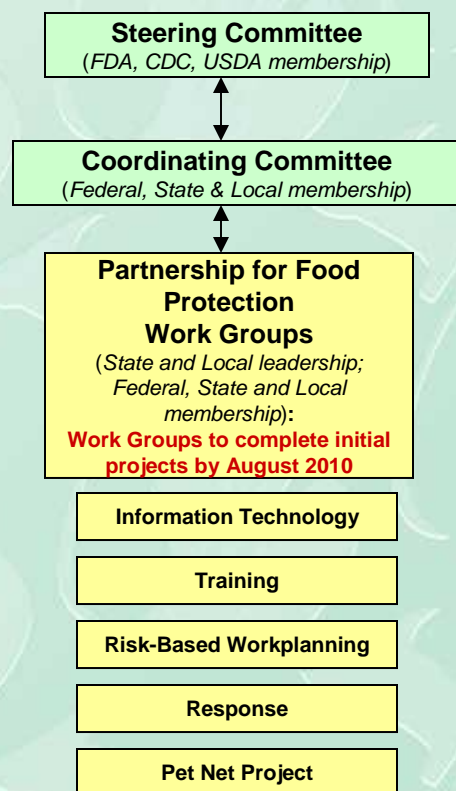 Steering Committee
(FDA, CDC, USDA membership)
Coordinating Committee
(Federal, State & Local membership)
Partnership for Food
Protection
Work Groups
(State and Local leadership;
Federal, State and Local
membership):
Work Groups to complete initial
projects by August 2010
Information Technology
Training
Risk-Based Workplanning
Response
Pet Net Project